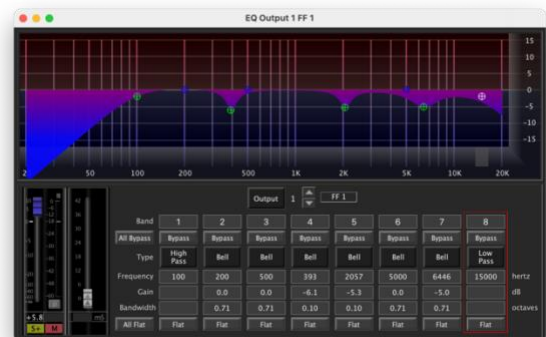 EQ Output 1 FF 1
15
10
5
0
-5
-10
-15
50 100 200 500 1K 2K 5K 10K 20K
Output 1 FF 1
Band 1 2 3 4 5 6 7 8
All Bypass Bypass Bypass Bypass Bypass Bypass Bypass Bypass Bypass
Type High Pass Bell Bell Bell Bell Bell Bell Low Pass
Frequency 100 200 500 393 2057 5000 6446 15000 hertz
Gain 0.0 0.0 -6.1 -5.3 0.0 -5.0 dB
Bandwidth 0.71 0.71 0.10 0.10 0.71 0.71 octaves
All Flat Flat Flat Flat Flat Flat Flat Flat Flat
+5.8 mS
S+ M